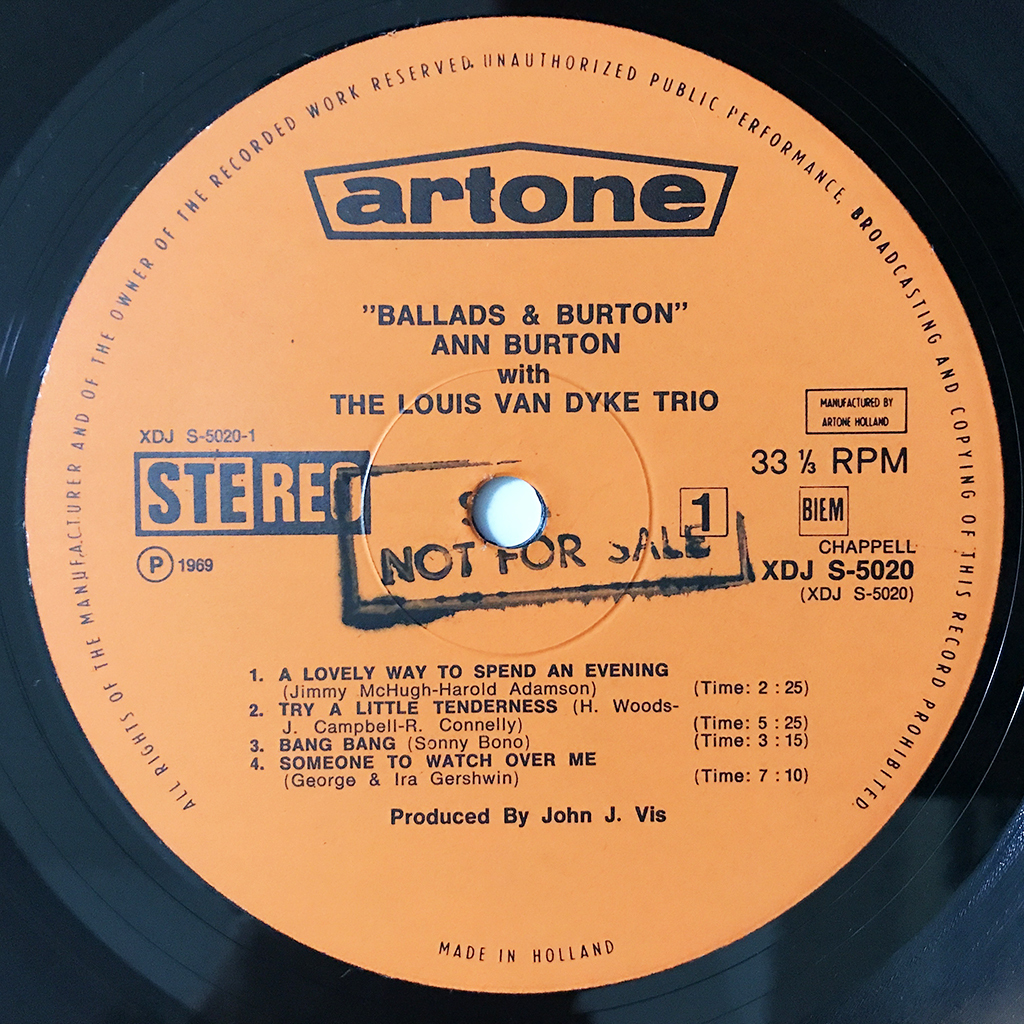 ALL RIGHTS OF THE MANUFACTURER AND OF THE OWNER OF THE RECORDED WORK RESERVED. UNAUTHORIZED PUBLIC PERFORMANCE, BROADCASTING AND COPYING OF THIS RECORD PROHIBITED.
artone
"BALLADS & BURTON"
ANN BURTON
with
THE LOUIS VAN DYKE TRIO
MANUFACTURED BY
ARTONE HOLLAND
XDJ S-5020-1
STEREO
33 ⅓ RPM
1
BIEM
NOT FOR SALE
Ⓟ 1969
CHAPPELL
XDJ S-5020
(XDJ S-5020)
1. A LOVELY WAY TO SPEND AN EVENING
(Jimmy McHugh-Harold Adamson) (Time: 2 : 25)
2. TRY A LITTLE TENDERNESS (H. Woods-
J. Campbell-R. Connelly) (Time: 5 : 25)
3. BANG BANG (Sonny Bono) (Time: 3 : 15)
4. SOMEONE TO WATCH OVER ME
(George & Ira Gershwin) (Time: 7 : 10)
Produced By John J. Vis
MADE IN HOLLAND